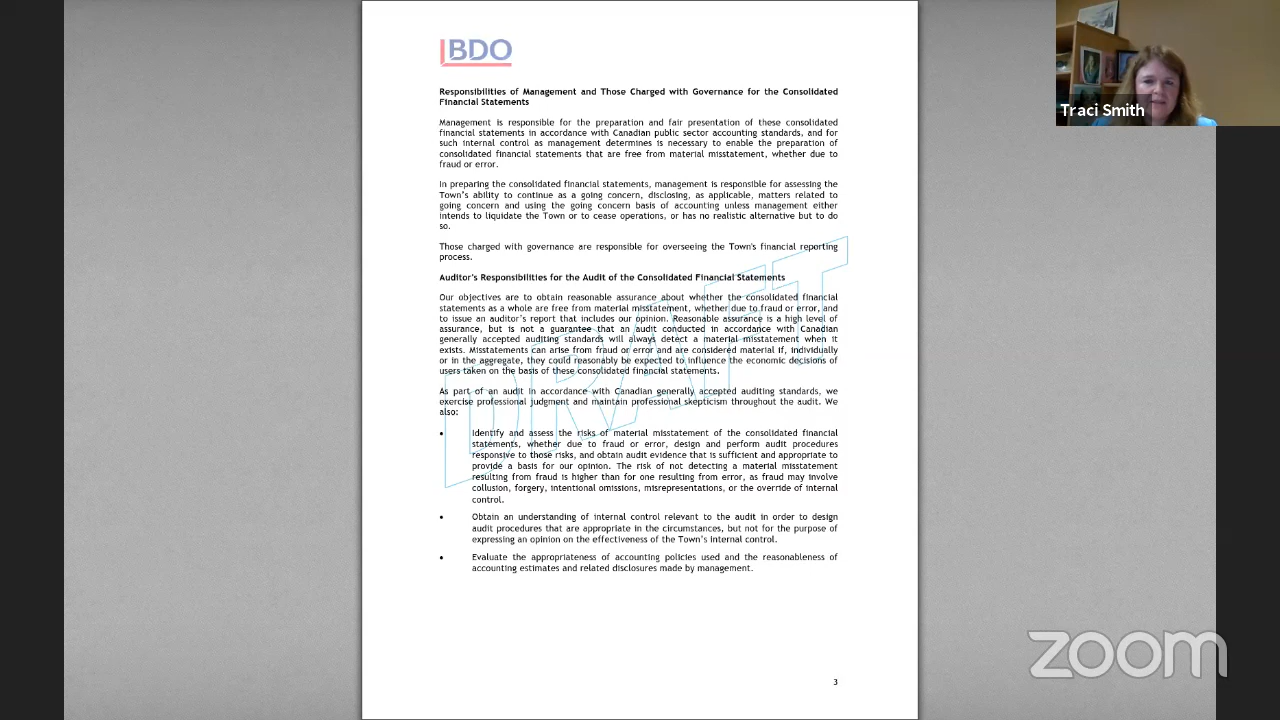 BDO
Responsibilities of Management and Those Charged with Governance for the Consolidated
Financial Statements
Management is responsible for the preparation and fair presentation of these consolidated
financial statements in accordance with Canadian public sector accounting standards, and for
such internal control as management determines is necessary to enable the preparation of
consolidated financial statements that are free from material misstatement, whether due to
fraud or error.
In preparing the consolidated financial statements, management is responsible for assessing the
Town's ability to continue as a going concern, disclosing, as applicable, matters related to
going concern and using the going concern basis of accounting unless management either
intends to liquidate the Town or to cease operations, or has no realistic alternative but to do
so.
Those charged with governance are responsible for overseeing the Town's financial reporting
process.
Auditor's Responsibilities for the Audit of the Consolidated Financial Statements
Our objectives are to obtain reasonable assurance about whether the consolidated financial
statements as a whole are free from material misstatement, whether due to fraud or error, and
to issue an auditor's report that includes our opinion. Reasonable assurance is a high level of
assurance, but is not a guarantee that an audit conducted in accordance with Canadian
generally accepted auditing standards will always detect a material misstatement when it
exists. Misstatements can arise from fraud or error and are considered material if, individually
or in the aggregate, they could reasonably be expected to influence the economic decisions of
users taken on the basis of these consolidated financial statements.
As part of an audit in accordance with Canadian generally accepted auditing standards, we
exercise professional judgment and maintain professional skepticism throughout the audit. We
also:
• Identify and assess the risks of material misstatement of the consolidated financial
statements, whether due to fraud or error, design and perform audit procedures
responsive to those risks, and obtain audit evidence that is sufficient and appropriate to
provide a basis for our opinion. The risk of not detecting a material misstatement
resulting from fraud is higher than for one resulting from error, as fraud may involve
collusion, forgery, intentional omissions, misrepresentations, or the override of internal
control.
• Obtain an understanding of internal control relevant to the audit in order to design
audit procedures that are appropriate in the circumstances, but not for the purpose of
expressing an opinion on the effectiveness of the Town's internal control.
• Evaluate the appropriateness of accounting policies used and the reasonableness of
accounting estimates and related disclosures made by management.
DRAFT
3
Traci Smith
zoom